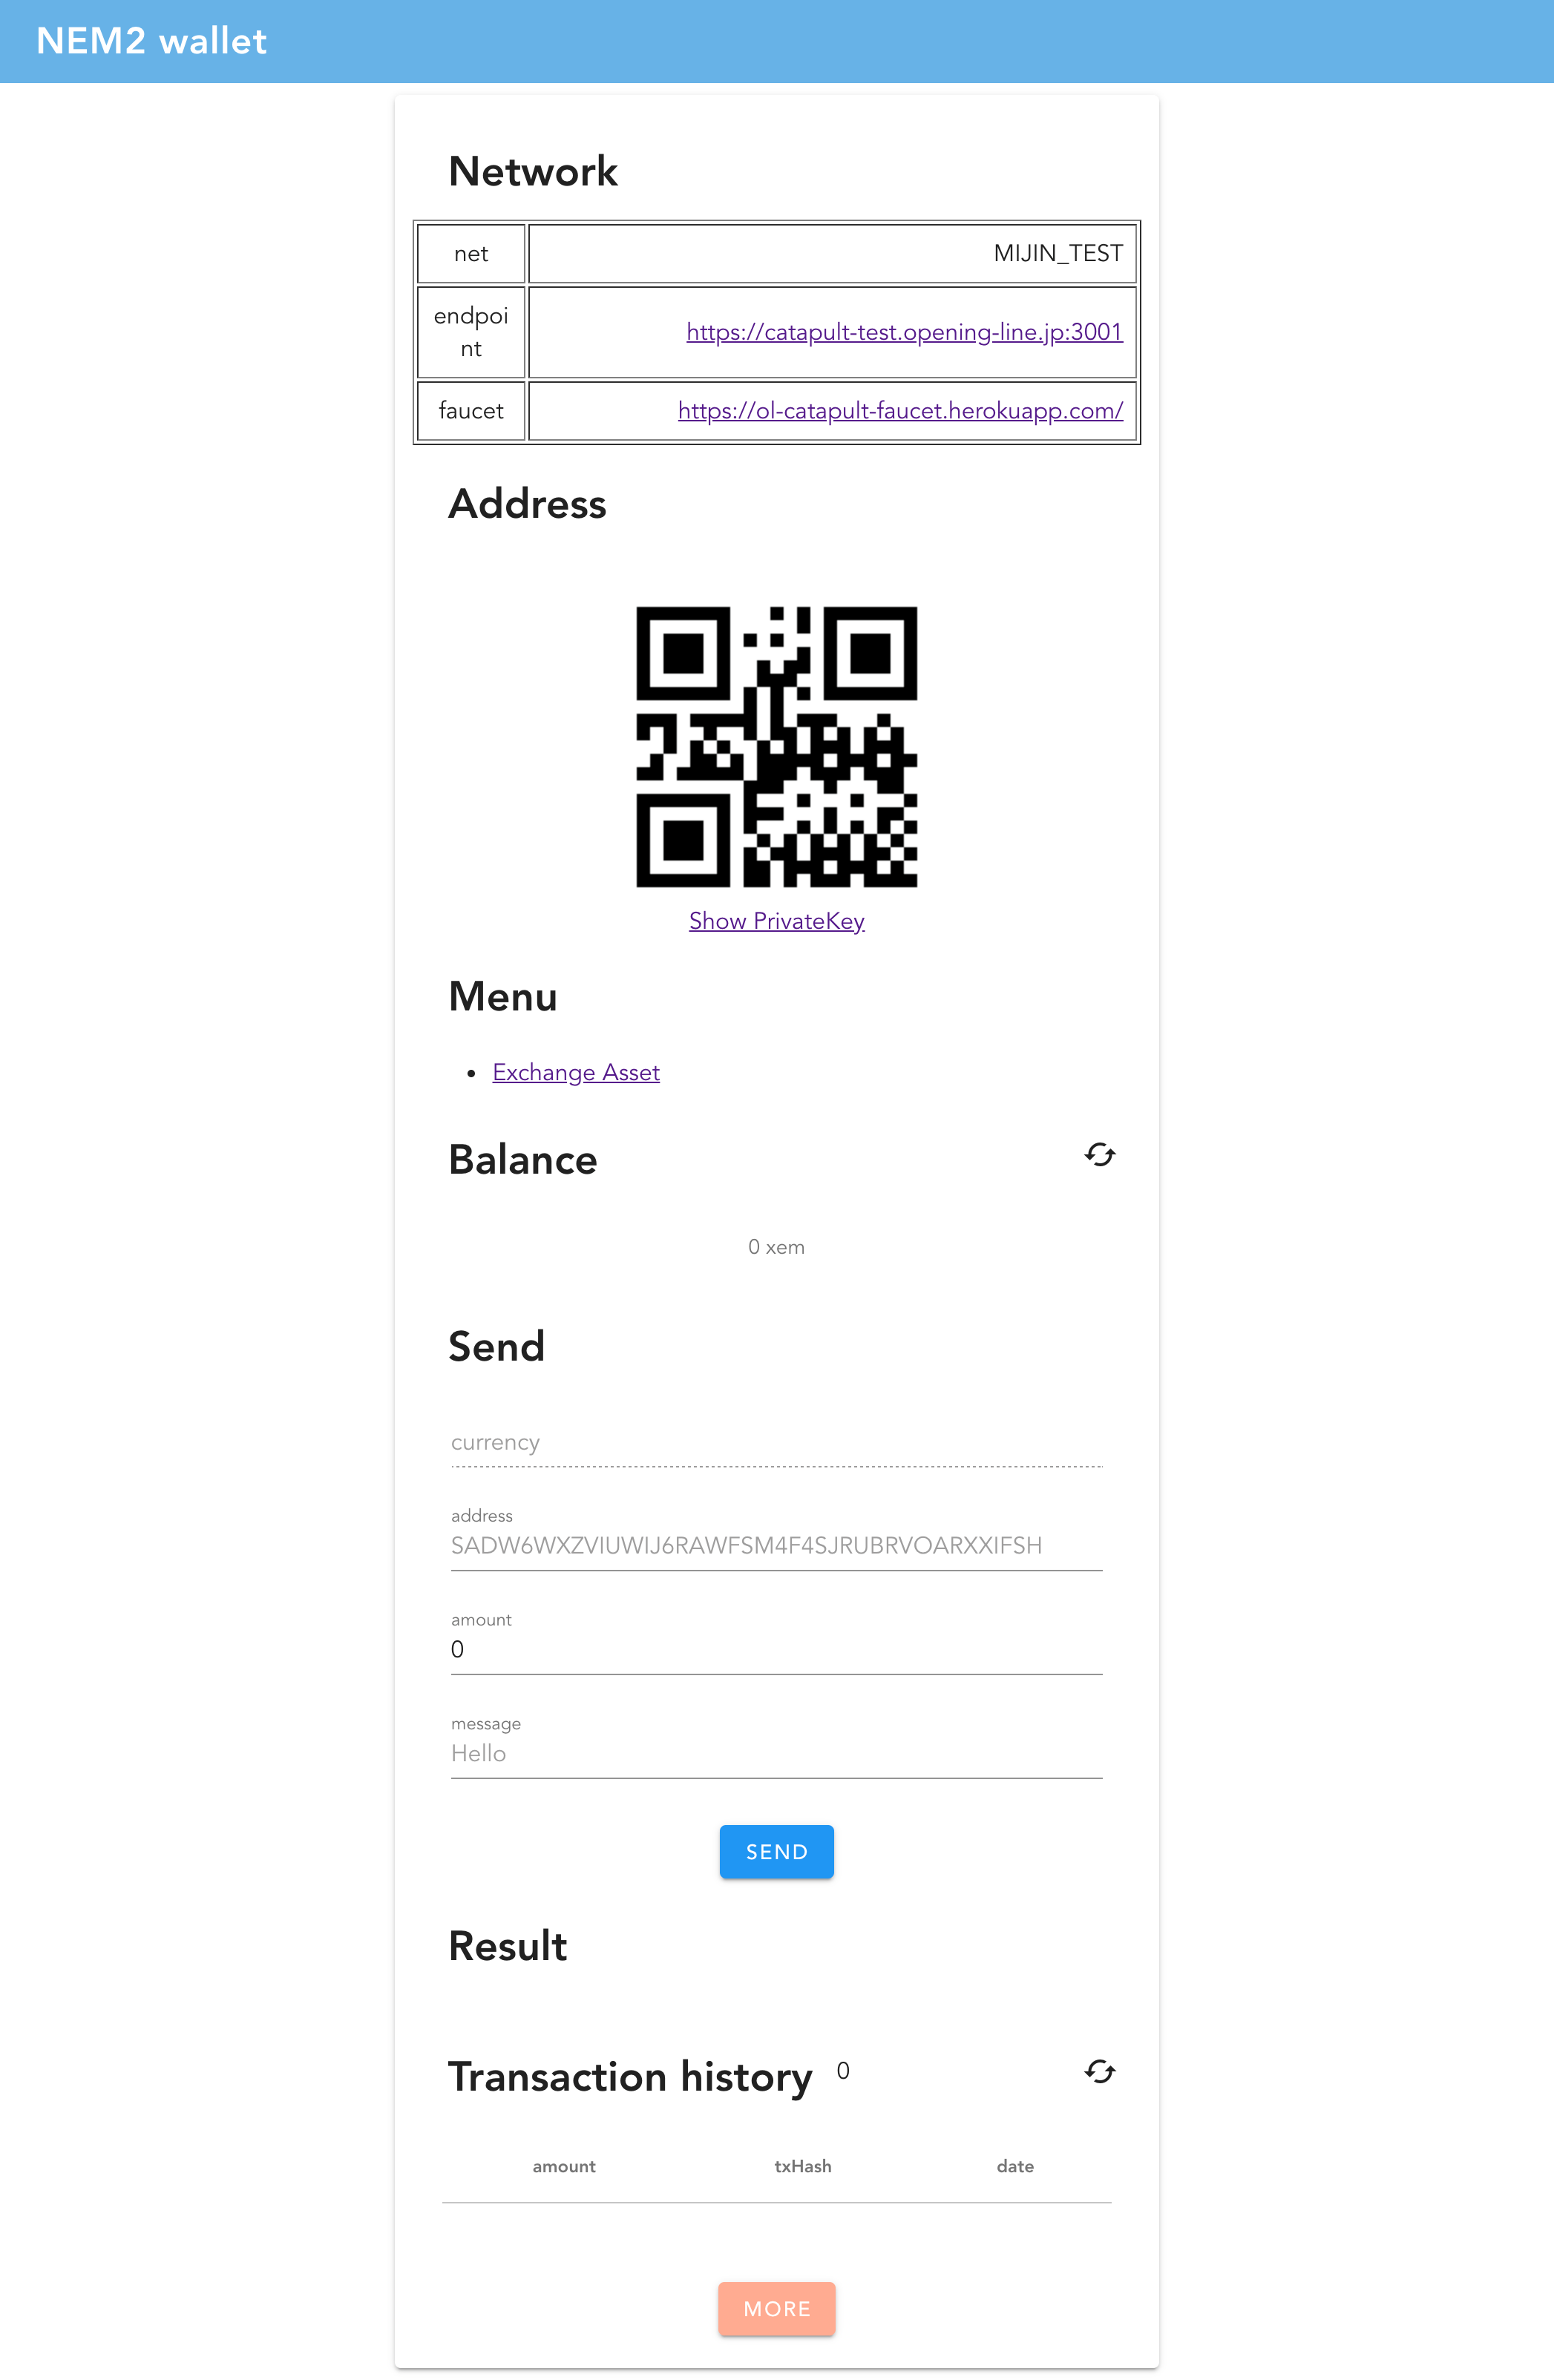 NEM2 wallet
Network
net MIJIN_TEST
endpoi
nt https://catapult-test.opening-line.jp:3001
faucet https://ol-catapult-faucet.herokuapp.com/
Address
Show PrivateKey
Menu
• Exchange Asset
Balance
0 xem
Send
currency
address
SADW6WXZVIUWIJ6RAWFSM4F4SJRUBRVOARXXIFSH
amount
0
message
Hello
SEND
Result
Transaction history 0
amount txHash date
MORE